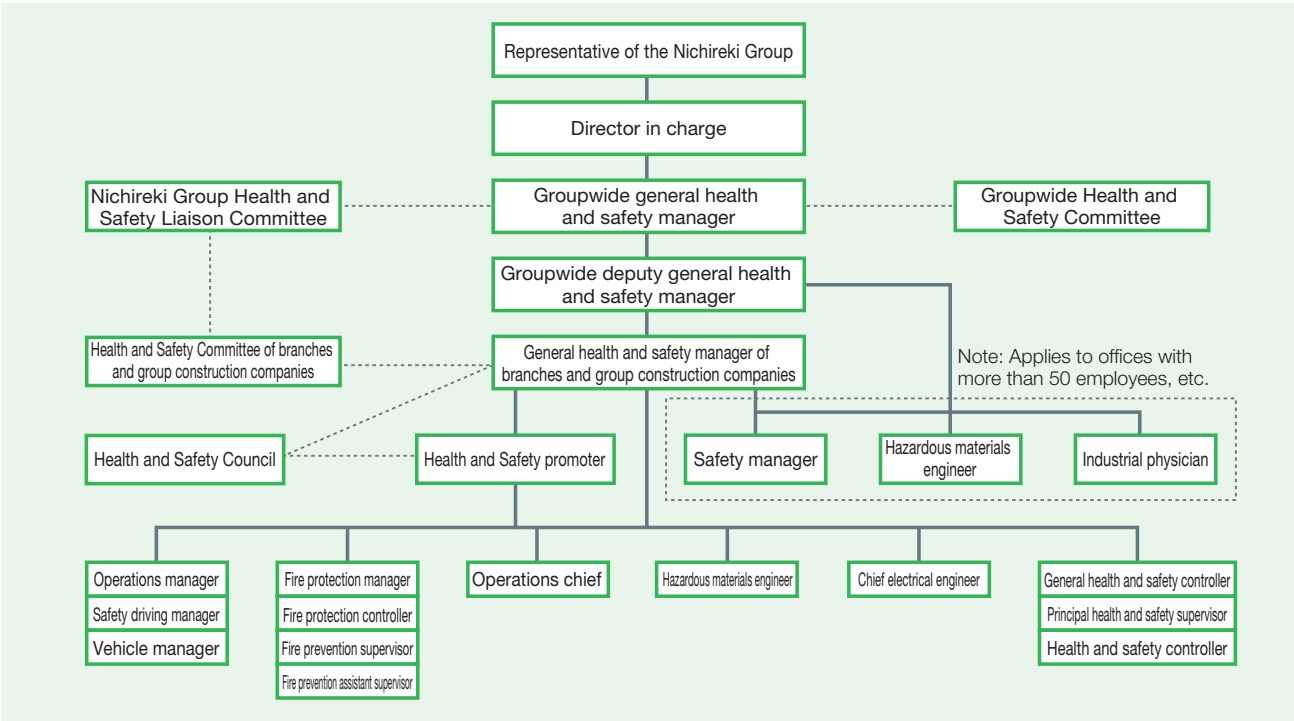 Representative of the Nichireki Group
Director in charge
Nichireki Group Health and
Safety Liaison Committee
Groupwide general health
and safety manager
Groupwide Health and
Safety Committee
Groupwide deputy general health
and safety manager
Health and Safety Committee of branches
and group construction companies
General health and safety manager of
branches and group construction companies
Note: Applies to offices with
more than 50 employees, etc.
Health and Safety Council
Health and Safety promoter
Safety manager
Hazardous materials
engineer
Industrial physician
Operations manager
Safety driving manager
Vehicle manager
Fire protection manager
Fire protection controller
Fire prevention supervisor
Fire prevention assistant supervisor
Operations chief
Hazardous materials engineer
Chief electrical engineer
General health and safety controller
Principal health and safety supervisor
Health and safety controller